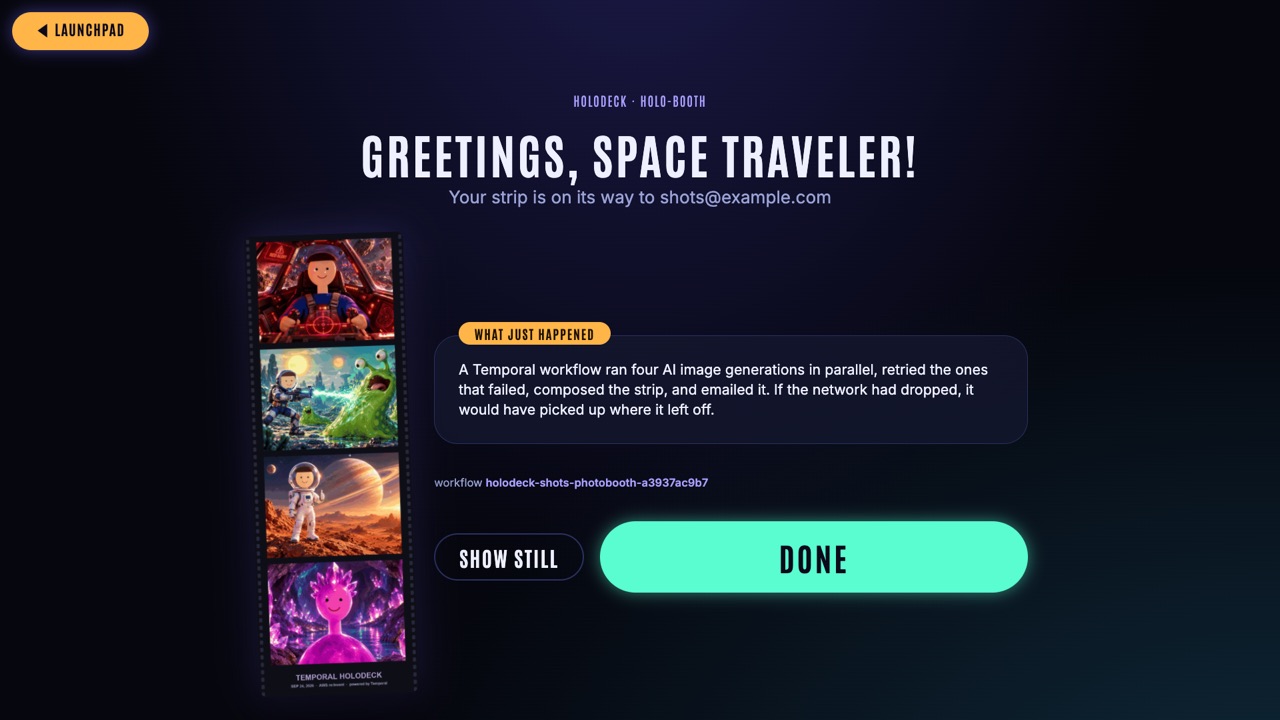 LAUNCHPAD
HOLODECK · HOLO-BOOTH
GREETINGS, SPACE TRAVELER!
Your strip is on its way to shots@example.com
WHAT JUST HAPPENED
A Temporal workflow ran four AI image generations in parallel, retried the ones
that failed, composed the strip, and emailed it. If the network had dropped, it
would have picked up where it left off.
workflow holodeck-shots-photobooth-a3937ac9b7
SHOW STILL
DONE
TEMPORAL HOLODECK
powered by Temporal